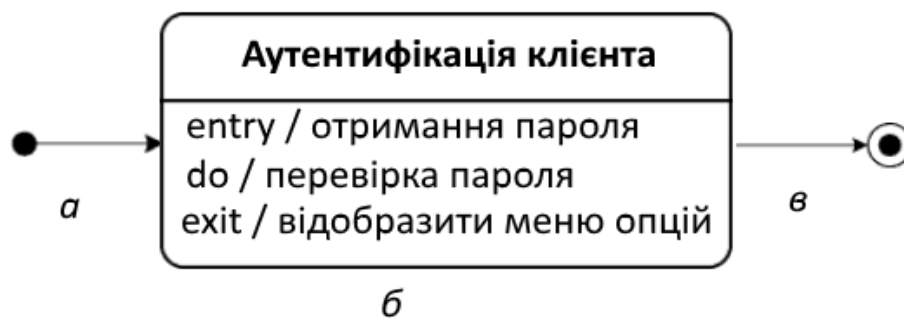 Аутентифікація клієнта
entry / отримання пароля
do / перевірка пароля
exit / відобразити меню опцій
а
б
в